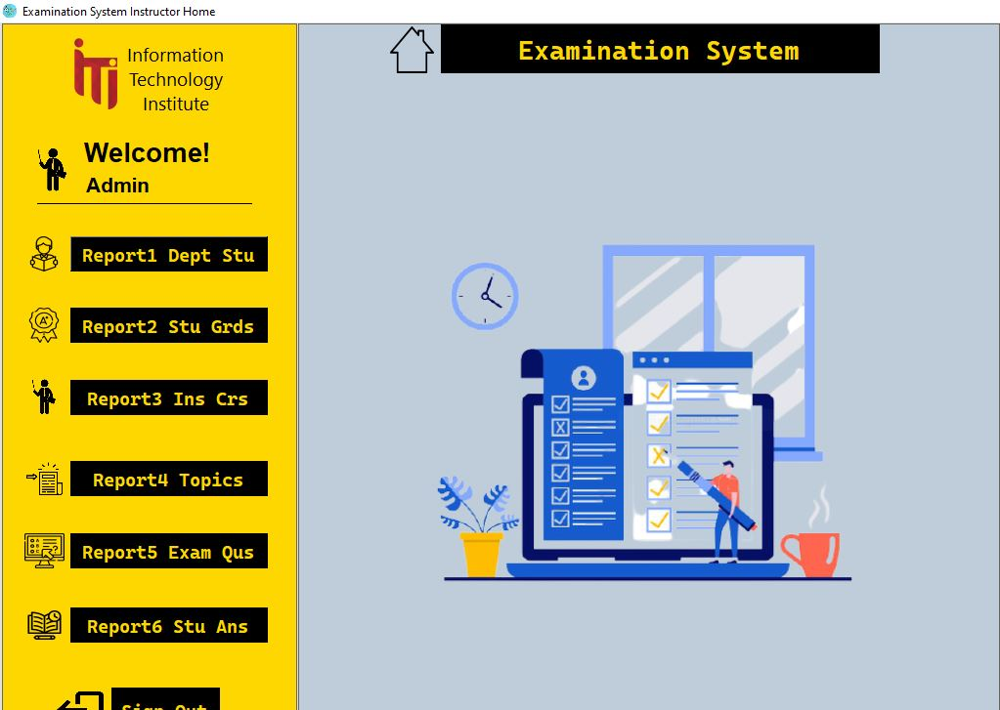 Examination System Instructor Home
Information
Technology
Institute
Welcome!
Admin
Report1 Dept Stu
Report2 Stu Grds
Report3 Ins Crs
Report4 Topics
Report5 Exam Qus
Report6 Stu Ans
Sign Out
Examination System